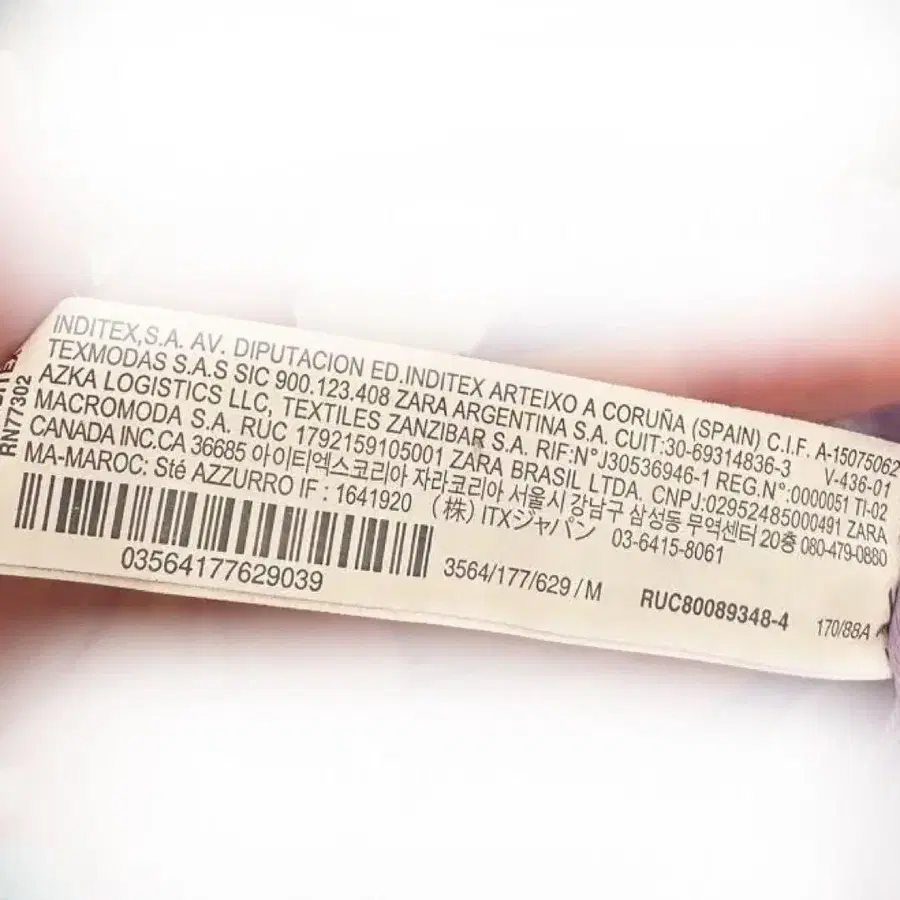 INDITEX,S.A. AV. DIPUTACION ED.INDITEX ARTEIXO A CORUÑA (SPAIN) C.I.F. A-15075062
TEXMODAS S.A.S SIC 900.123.408 ZARA ARGENTINA S.A. CUIT:30-69314836-3 V-436-01
AZKA LOGISTICS LLC, TEXTILES ZANZIBAR S.A. RIF:N°J30536946-1 REG.N°:0000051 TI-02
MACROMODA S.A. RUC 1792159105001 ZARA BRASIL LTDA. CNPJ:02952485000491 ZARA
CANADA INC.CA 36685 아이티엑스코리아 자라코리아 서울시 강남구 삼성동 무역센터 20층 080-479-0880
MA-MAROC: Sté AZZURRO IF : 1641920 (株) ITXジャパン 03-6415-8061
03564177629039
3564/177/629 / M
RUC80089348-4
170/88A
RN77302